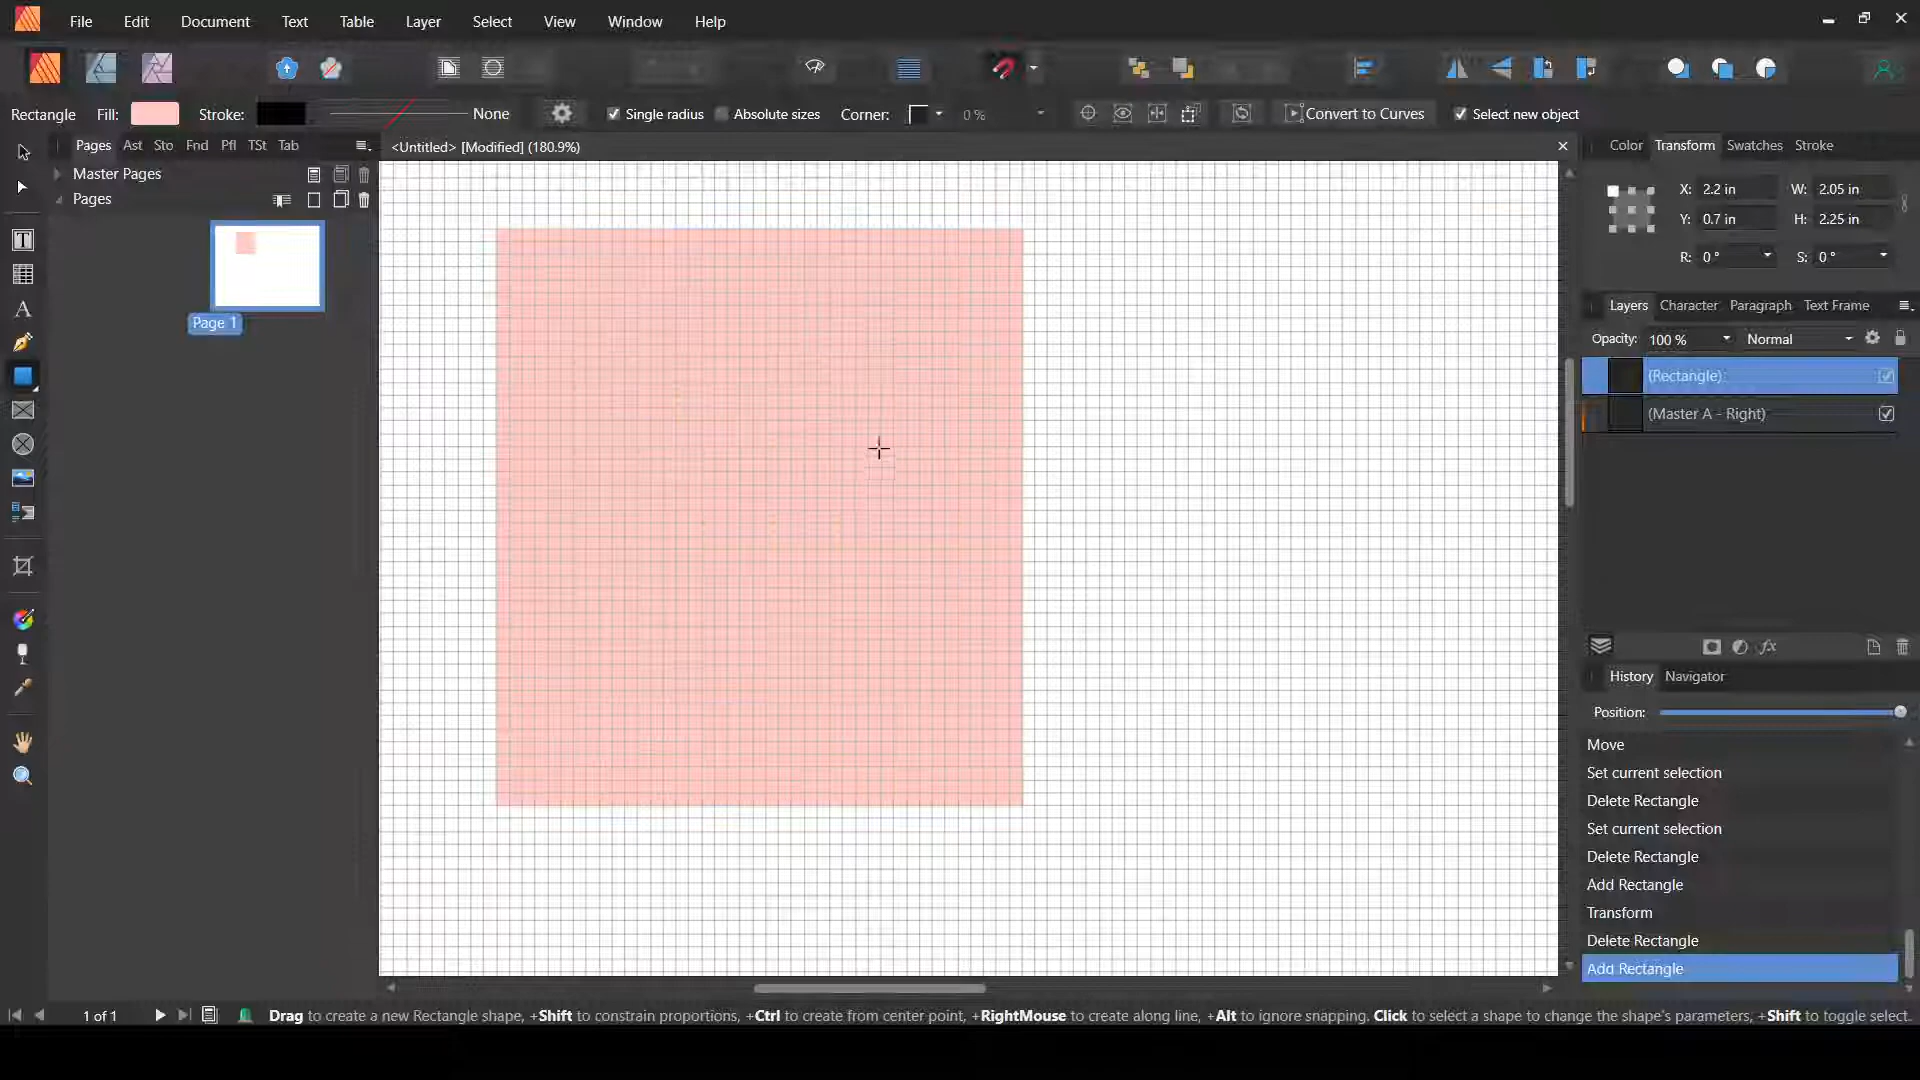 File Edit Document Text Table Layer Select View Window Help
Rectangle Fill: Stroke: None Single radius Absolute sizes Corner: 0 % Convert to Curves Select new object
Pages Ast Sto Fnd Pfl TSt Tab
<Untitled> [Modified] (180.9%)
Color Transform Swatches Stroke
Master Pages
Pages
Page 1
X: 2.2 in W: 2.05 in
Y: 0.7 in H: 2.25 in
R: 0 ° S: 0 °
Layers Character Paragraph Text Frame
Opacity: 100 % Normal
(Rectangle)
(Master A - Right)
fx
History Navigator
Position:
Move
Set current selection
Delete Rectangle
Set current selection
Delete Rectangle
Add Rectangle
Transform
Delete Rectangle
Add Rectangle
1 of 1 Drag to create a new Rectangle shape, +Shift to constrain proportions, +Ctrl to create from center point, +RightMouse to create along line, +Alt to ignore snapping. Click to select a shape to change the shape's parameters, +Shift to toggle select.